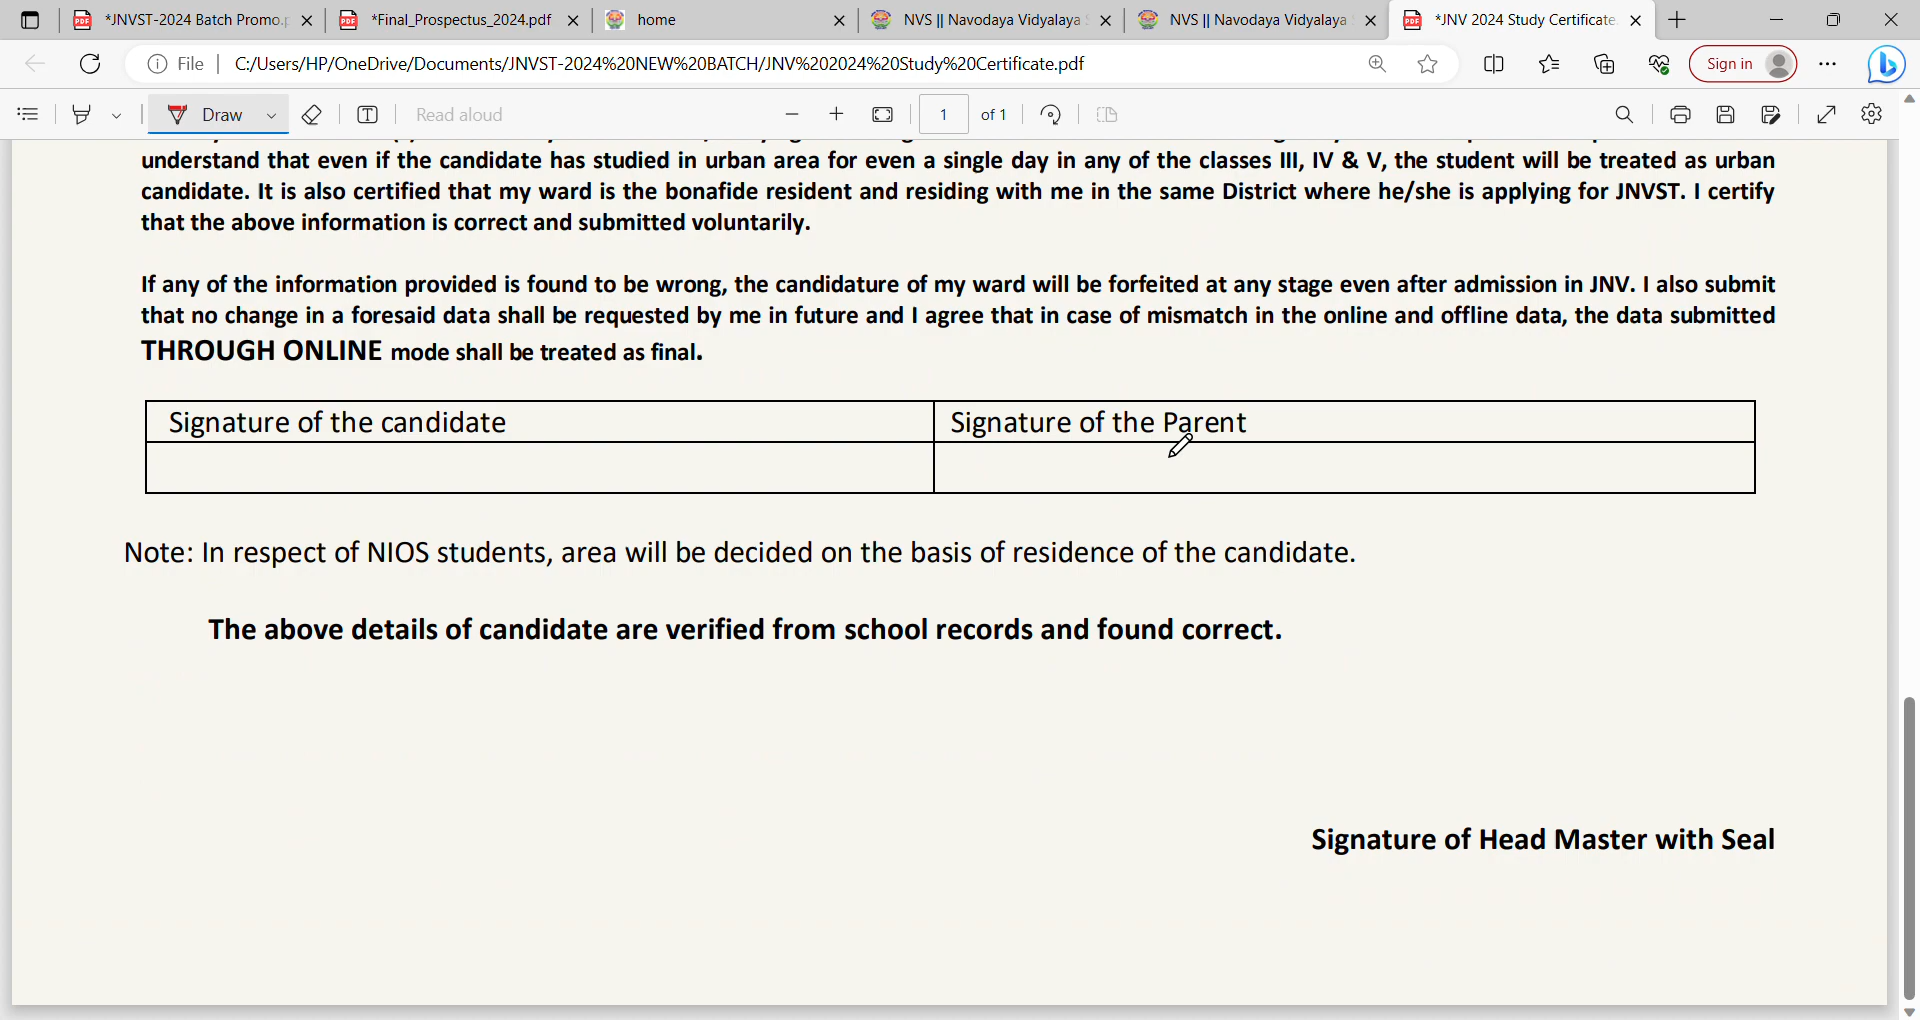 *JNVST-2024 Batch Promo.p
*Final_Prospectus_2024.pdf
home
NVS || Navodaya Vidyalaya S
NVS || Navodaya Vidyalaya S
*JNV 2024 Study Certificate.
File
C:/Users/HP/OneDrive/Documents/JNVST-2024%20NEW%20BATCH/JNV%202024%20Study%20Certificate.pdf
Sign in
Draw
Read aloud
1 of 1
understand that even if the candidate has studied in urban area for even a single day in any of the classes III, IV & V, the student will be treated as urban
candidate. It is also certified that my ward is the bonafide resident and residing with me in the same District where he/she is applying for JNVST. I certify
that the above information is correct and submitted voluntarily.
If any of the information provided is found to be wrong, the candidature of my ward will be forfeited at any stage even after admission in JNV. I also submit
that no change in a foresaid data shall be requested by me in future and I agree that in case of mismatch in the online and offline data, the data submitted
THROUGH ONLINE mode shall be treated as final.
Signature of the candidate
Signature of the Parent
Note: In respect of NIOS students, area will be decided on the basis of residence of the candidate.
The above details of candidate are verified from school records and found correct.
Signature of Head Master with Seal